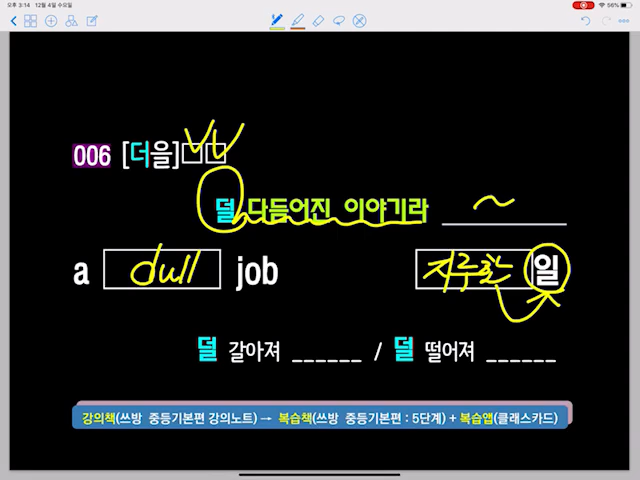 오후 3:14 12월 4일 수요일 56%
006 [더을]□□
덜 다듬어진 이야기라 ______
a dull job 지루한 일
덜 갈아져 ______ / 덜 떨어져 ______
강의책(쓰방 중등기본편 강의노트) → 복습책(쓰방 중등기본편 : 5단계) + 복습앱(클래스카드)